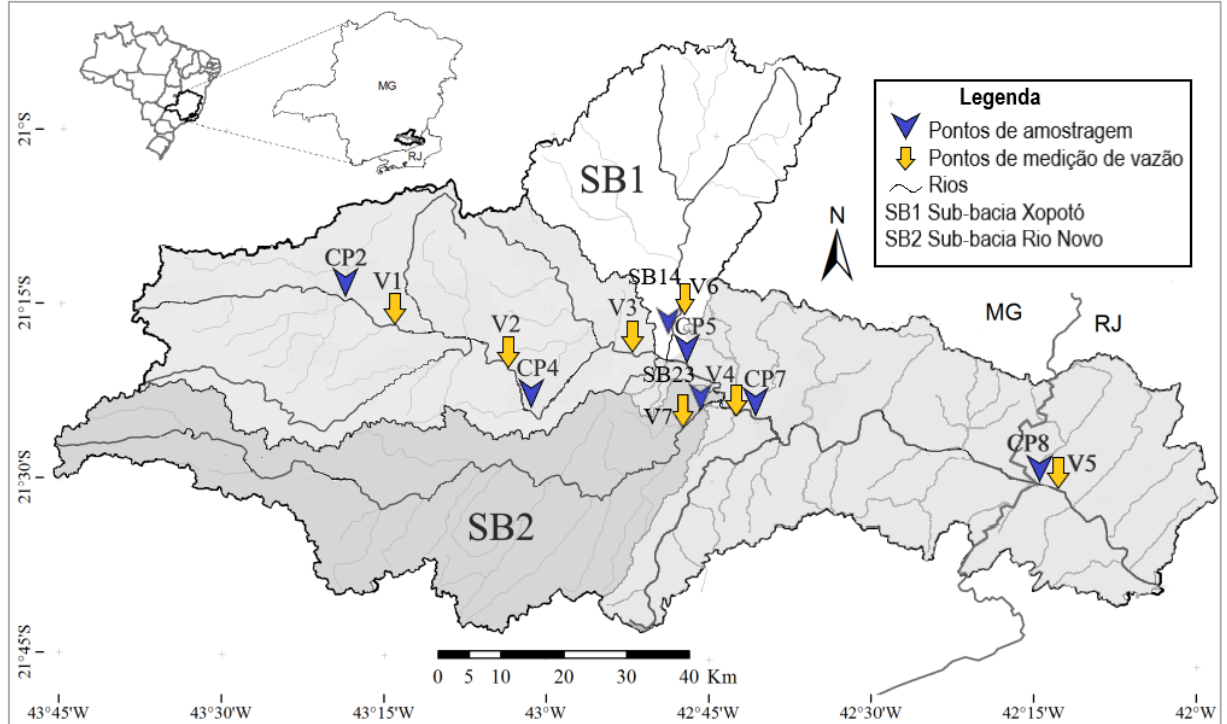 MG
RJ
Legenda
Pontos de amostragem
Pontos de medição de vazão
Rios
SB1 Sub-bacia Xopotó
SB2 Sub-bacia Rio Novo
N
MG
RJ
SB1
SB2
CP2
V1
V2
CP4
V3
SB14
V6
CP5
SB23
V4
CP7
V7
CP8
V5
21°S
21°15'S
21°30'S
21°45'S
0 5 10 20 30 40 Km
43°45'W 43°30'W 43°15'W 43°W 42°45'W 42°30'W 42°15'W 42°W